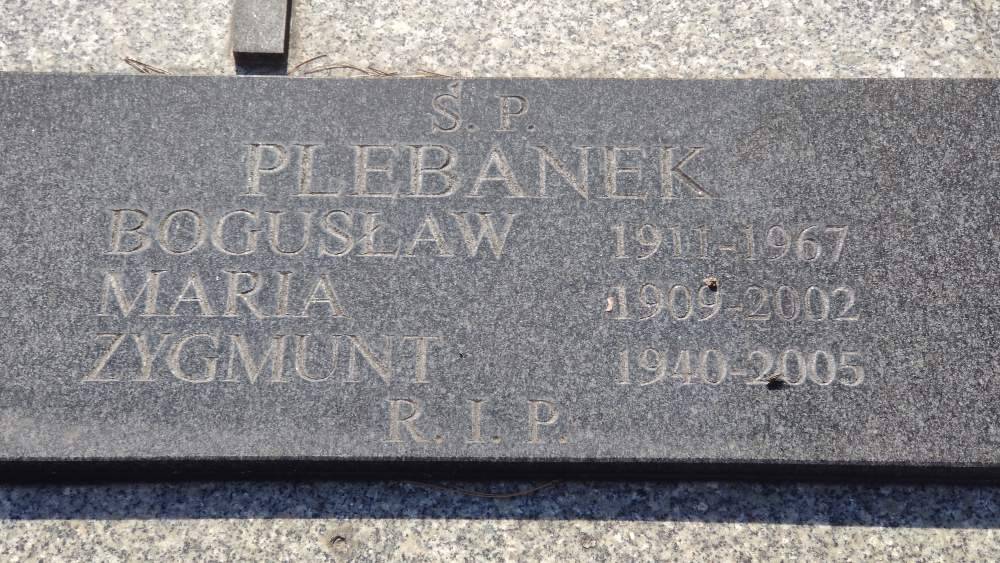 Ś. P.
PLEBANEK
BOGUSŁAW 1911-1967
MARIA 1909-2002
ZYGMUNT 1940-2005
R. I. P.